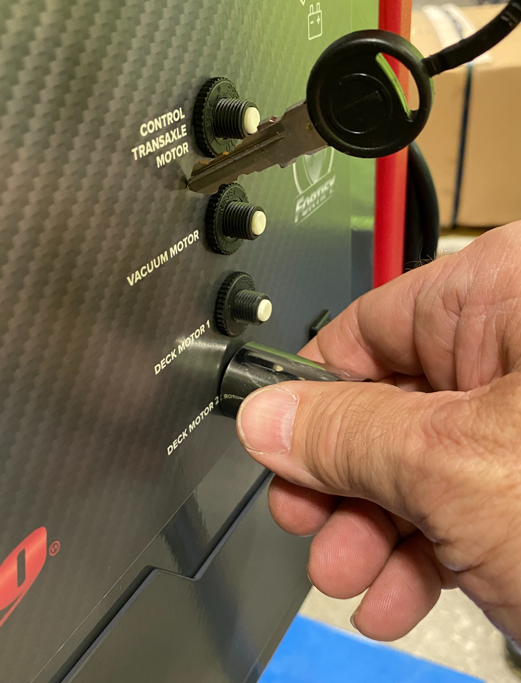 CONTROL
TRANSAXLE
MOTOR
VACUUM MOTOR
DECK MOTOR 1
DECK MOTOR 2